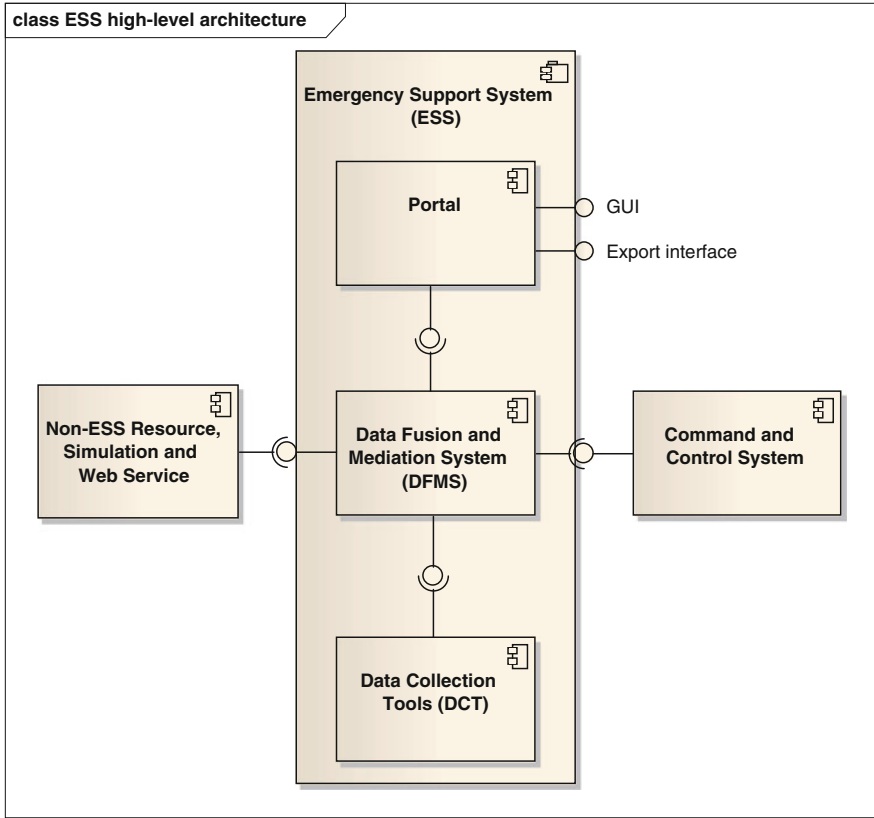 class ESS high-level architecture
Emergency Support System
(ESS)
Portal
GUI
Export interface
Non-ESS Resource,
Simulation and
Web Service
Data Fusion and
Mediation System
(DFMS)
Command and
Control System
Data Collection
Tools (DCT)